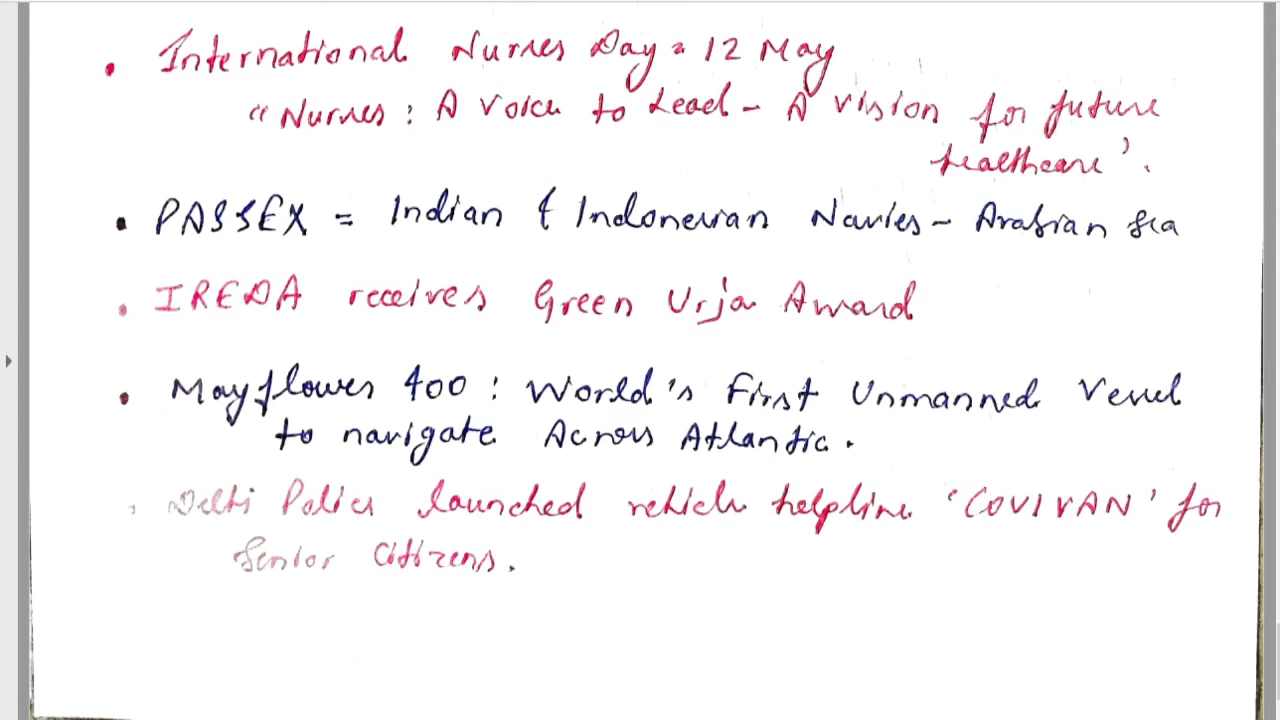 • International Nurses Day = 12 May
“Nurses : A voice to Lead – A vision for future
healthcare’.
• PASSEX = Indian & Indonesian Navies – Arabian Sea
• IREDA receives Green Urja Award
• Mayflower 400 : World's First Unmanned Vessel
to navigate Across Atlantic.
• Delhi Police launched vehicle helpline ‘COVIVAN’ for
Senior Citizens.